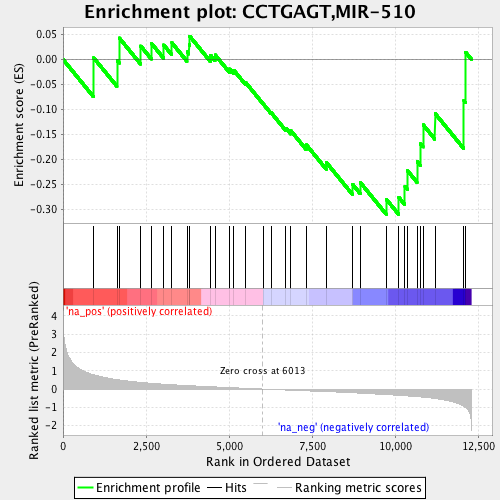 Enrichment plot: CCTGAGT,MIR-510
Enrichment score (ES)
0.05
0.00
-0.05
-0.10
-0.15
-0.20
-0.25
-0.30
'na_pos' (positively correlated)
Ranked list metric (PreRanked)
4
3
2
1
0
-1
-2
Zero cross at 6013
'na_neg' (negatively correlated)
0
2,500
5,000
7,500
10,000
12,500
Rank in Ordered Dataset
Enrichment profile
Hits
Ranking metric scores